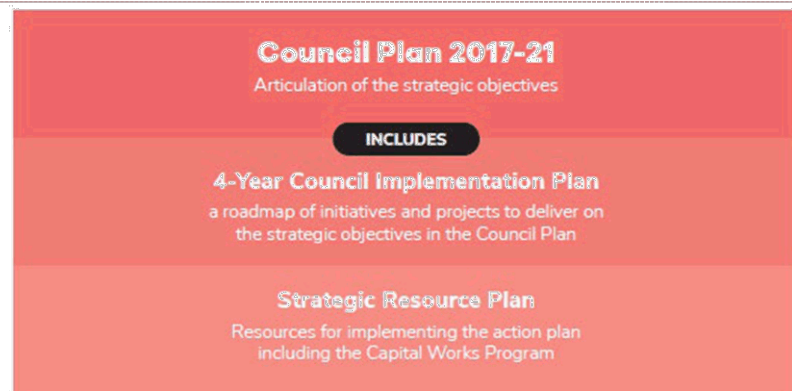 Council Plan 2017-21
Articulation of the strategic objectives
INCLUDES
4-Year Council Implementation Plan
a roadmap of initiatives and projects to deliver on
the strategic objectives in the Council Plan
Strategic Resource Plan
Resources for implementing the action plan
including the Capital Works Program